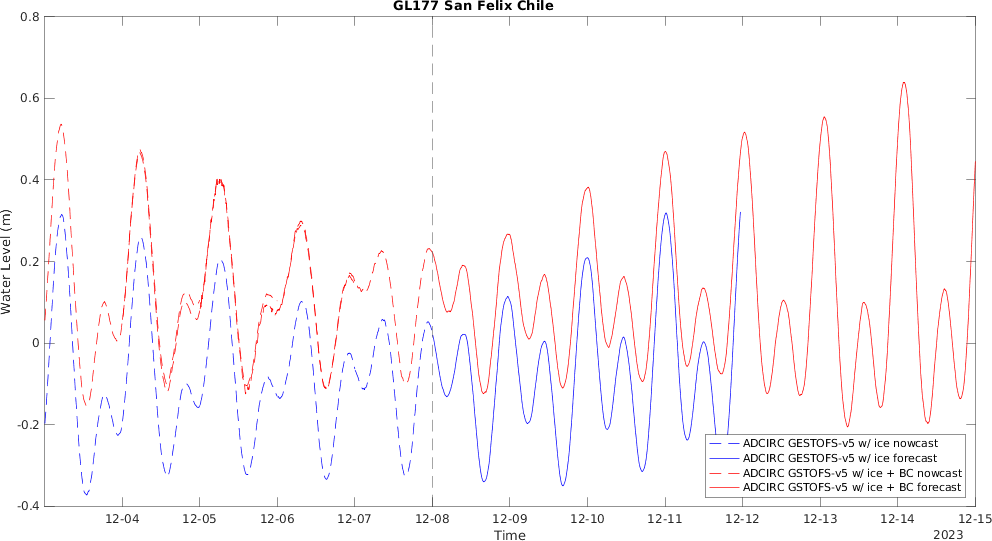 GL177 San Felix Chile
0.8
0.6
0.4
0.2
0
-0.2
-0.4
Water Level (m)
ADCIRC GESTOFS-v5 w/ ice nowcast
ADCIRC GESTOFS-v5 w/ ice forecast
ADCIRC GSTOFS-v5 w/ ice + BC nowcast
ADCIRC GSTOFS-v5 w/ ice + BC forecast
12-04 12-05 12-06 12-07 12-08 12-09 12-10 12-11 12-12 12-13 12-14 12-15
Time
2023